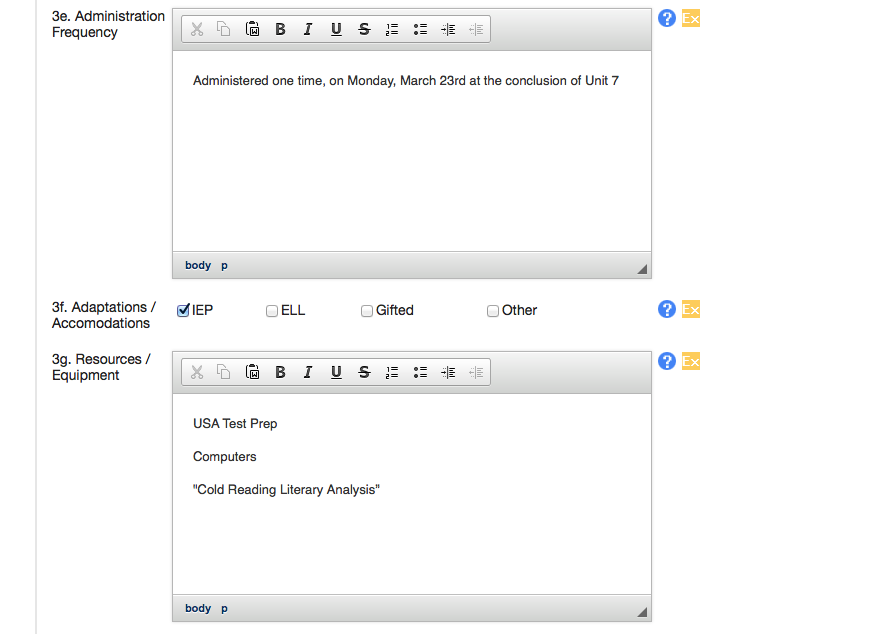 3e. Administration
Frequency
B I U S
? Ex
Administered one time, on Monday, March 23rd at the conclusion of Unit 7
body p
3f. Adaptations /
Accomodations
IEP ELL Gifted Other
? Ex
3g. Resources /
Equipment
B I U S
? Ex
USA Test Prep
Computers
"Cold Reading Literary Analysis"
body p